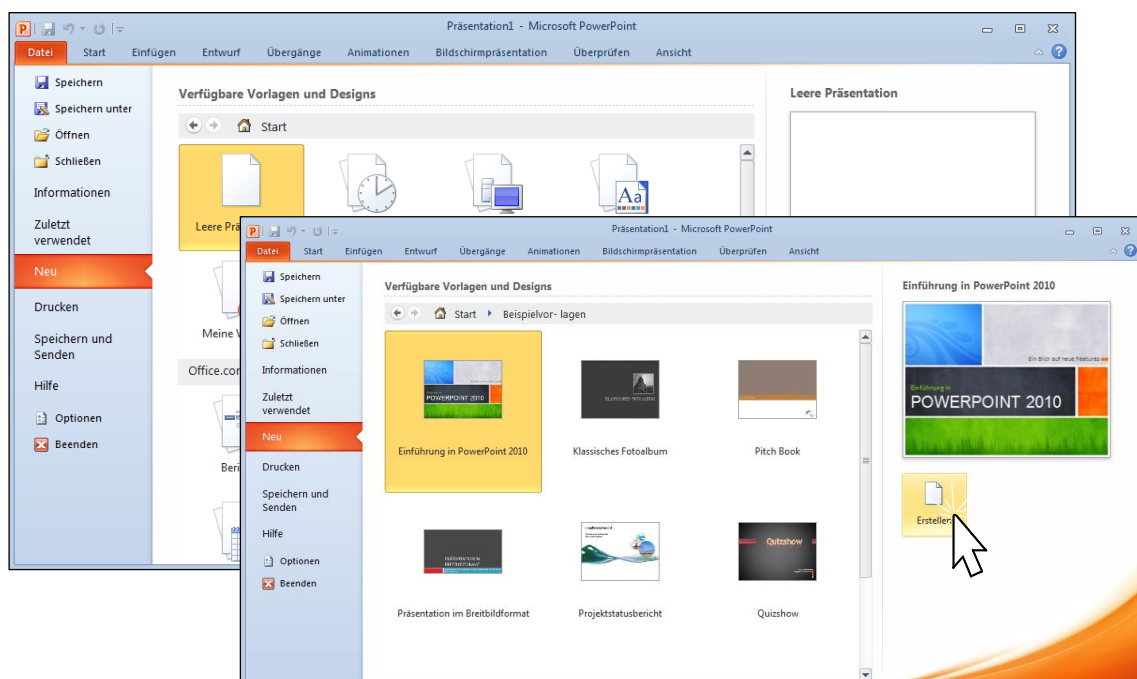 Präsentation1 - Microsoft PowerPoint
Datei Start Einfügen Entwurf Übergänge Animationen Bildschirmpräsentation Überprüfen Ansicht
Speichern
Speichern unter
Öffnen
Schließen
Informationen
Zuletzt
verwendet
Neu
Drucken
Speichern und
Senden
Hilfe
Optionen
Beenden
Verfügbare Vorlagen und Designs
Start
Leere Prä
Meine
Office.com
Beri
Leere Präsentation
Präsentation1 - Microsoft PowerPoint
Datei Start Einfügen Entwurf Übergänge Animationen Bildschirmpräsentation Überprüfen Ansicht
Speichern
Speichern unter
Öffnen
Schließen
Informationen
Zuletzt
verwendet
Neu
Drucken
Speichern und
Senden
Hilfe
Optionen
Beenden
Verfügbare Vorlagen und Designs
Start Beispielvor- lagen
POWERPOINT 2010
KLASSISCHES FOTOALBUM
Einführung in PowerPoint 2010 Klassisches Fotoalbum Pitch Book
PRÄSENTATION IM
BREITBILDFORMAT
Quizshow
Präsentation im Breitbildformat Projektstatusbericht Quizshow
Einführung in PowerPoint 2010
Ein Blick auf neue Features
Einführung in
POWERPOINT 2010
Erstellen